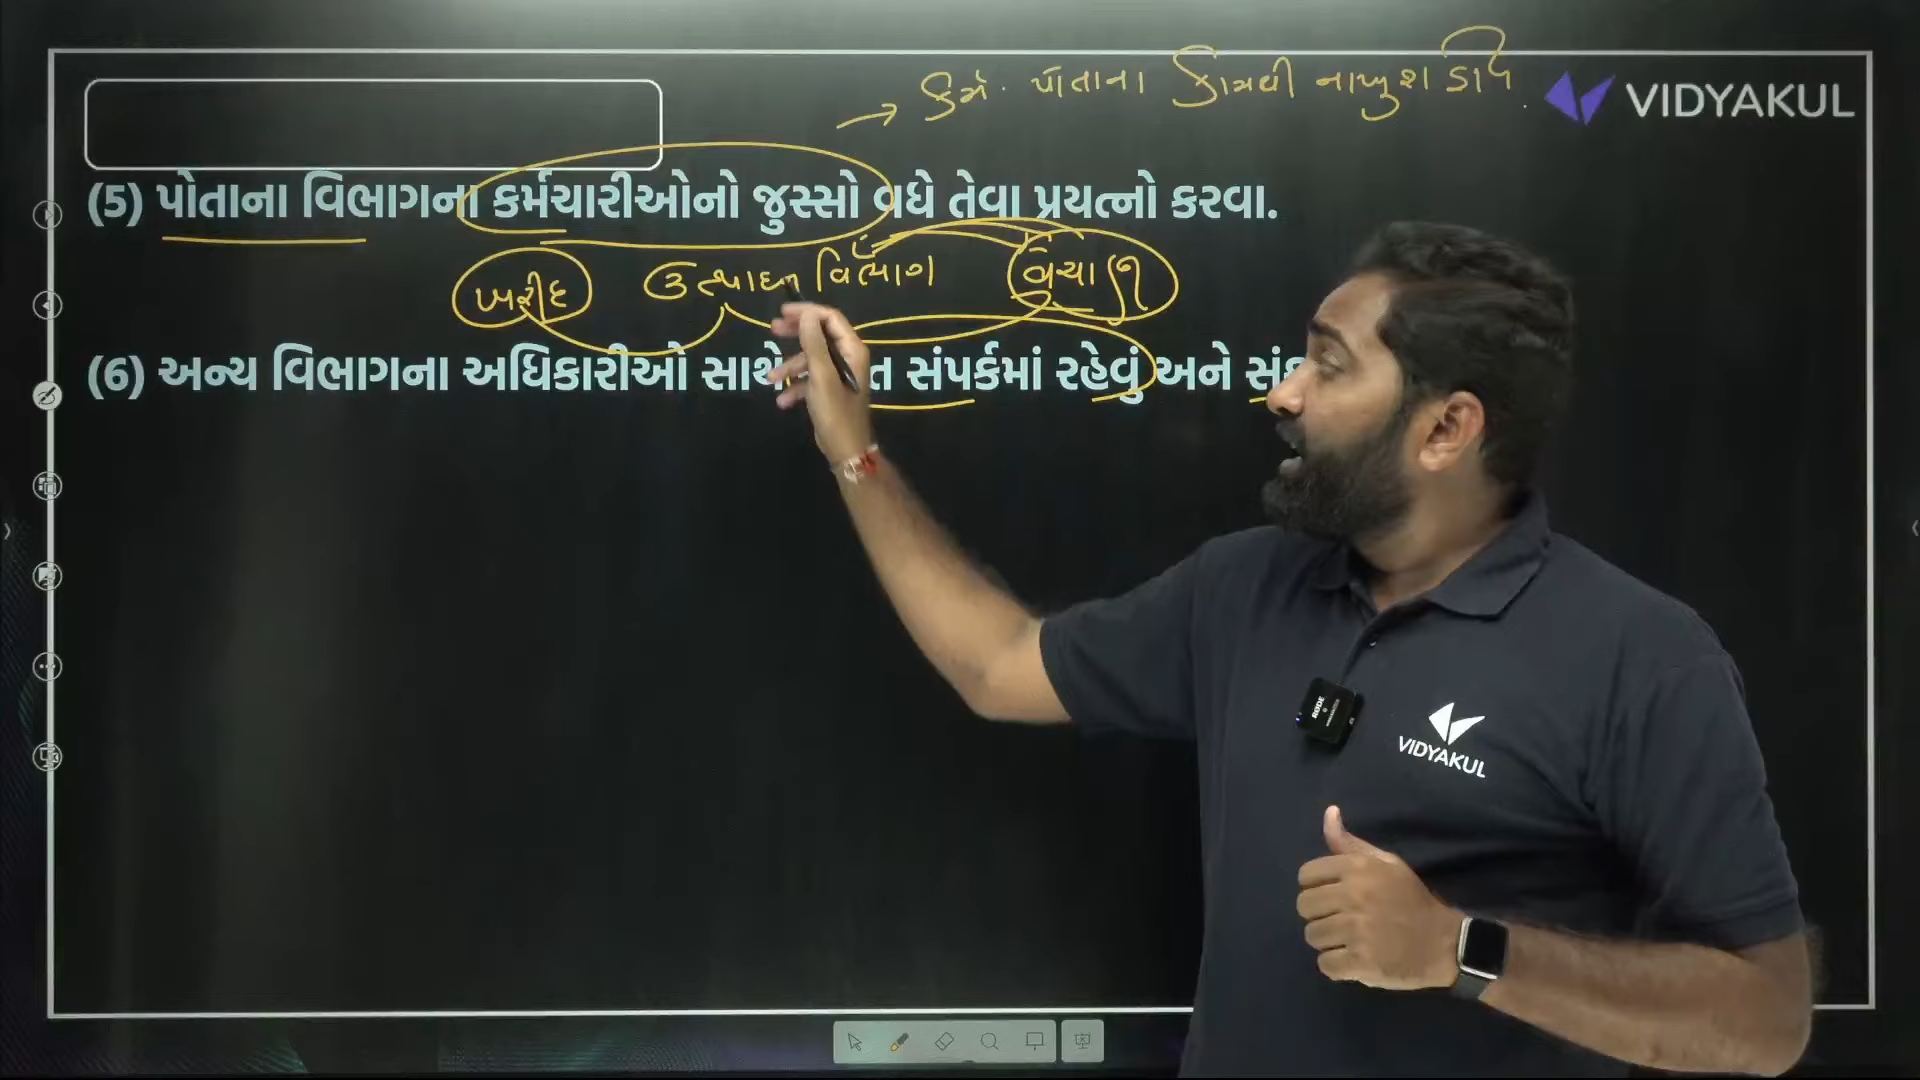 કર્મ. પોતાના કામથી નાખુશ હોય.
VIDYAKUL
(5) પોતાના વિભાગના કર્મચારીઓનો જુસ્સો વધે તેવા પ્રયત્નો કરવા.
ખરીદ ઉત્પાદન વિભાગ વેચાણ
(6) અન્ય વિભાગના અધિકારીઓ સાથે સંપર્કમાં રહેવું અને
RODE
VIDYAKUL